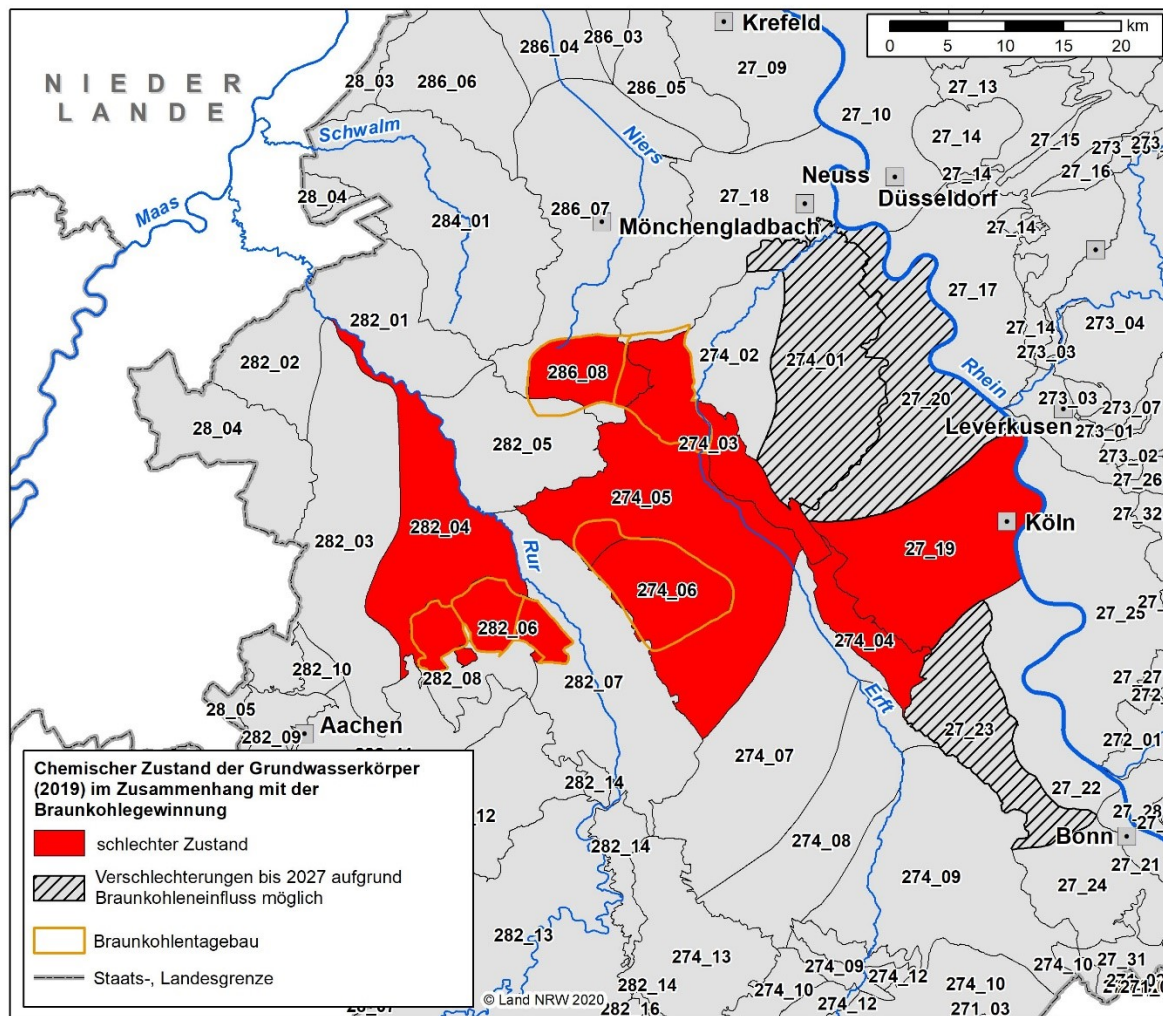 Krefeld
km
0 5 10 15 20
286_04
286_03
28_03
286_06
286_05
27_09
27_13
N I E D E R
L A N D E
27_10
Schwalm
Niers
27_14
27_15
27_16
27_14
28_04
Neuss
Düsseldorf
Maas
284_01
286_07
Mönchengladbach
27_18
27_14
27_17
282_01
282_02
27_14
273_04
273_03
274_02
274_01
286_08
Rhein
27_20
273_03
273_07
Leverkusen
273_01
28_04
282_05
274_03
273_02
27_26
274_05
282_04
27_32
Köln
282_03
Rur
27_19
274_06
282_06
27_25
274_04
282_10
282_08
282_07
Erft
28_05
Aachen
282_09
27_23
272_01
274_07
282_14
27_22
27_28
Bonn
282_14
274_08
27_21
274_09
27_24
282_13
274_13
274_09
274_12
274_10
27_31
282_14
274_10
274_10
274_12
271_03
282_16
Chemischer Zustand der Grundwasserkörper
(2019) im Zusammenhang mit der
Braunkohlegewinnung
schlechter Zustand
Verschlechterungen bis 2027 aufgrund
Braunkohleneinfluss möglich
Braunkohlentagebau
Staats-, Landesgrenze
© Land NRW 2020